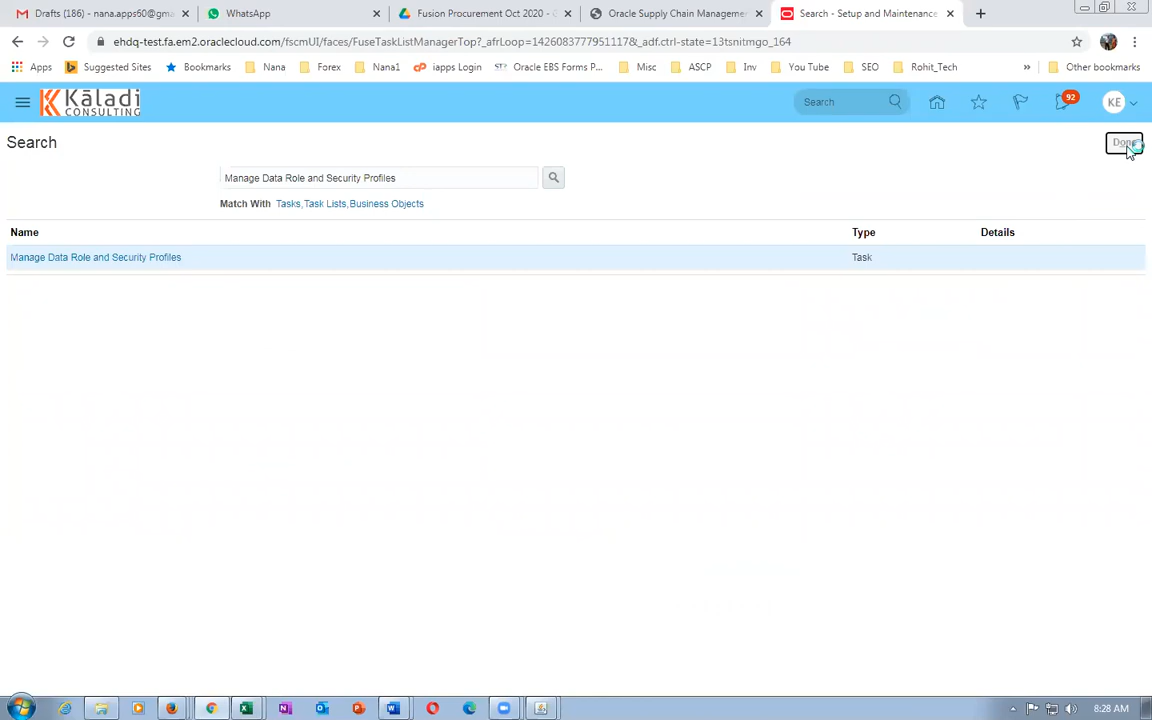 Drafts (186) - nana.apps60@gma
WhatsApp
Fusion Procurement Oct 2020 -
Oracle Supply Chain Manageme
Search - Setup and Maintenance
ehdq-test.fa.em2.oraclecloud.com/fscmUI/faces/FuseTaskListManagerTop?_afrLoop=1426083777951117&_adf.ctrl-state=13tsnitmgo_164
Apps
Suggested Sites
Bookmarks
Nana
Forex
Nana1
iapps Login
Oracle EBS Forms P...
Misc
ASCP
Inv
You Tube
SEO
Rohit_Tech
»
Other bookmarks
Kāladi
CONSULTING
Search
92
KE
Search
Done
Manage Data Role and Security Profiles
Match With Tasks,Task Lists,Business Objects
Name Type Details
Manage Data Role and Security Profiles Task
8:28 AM